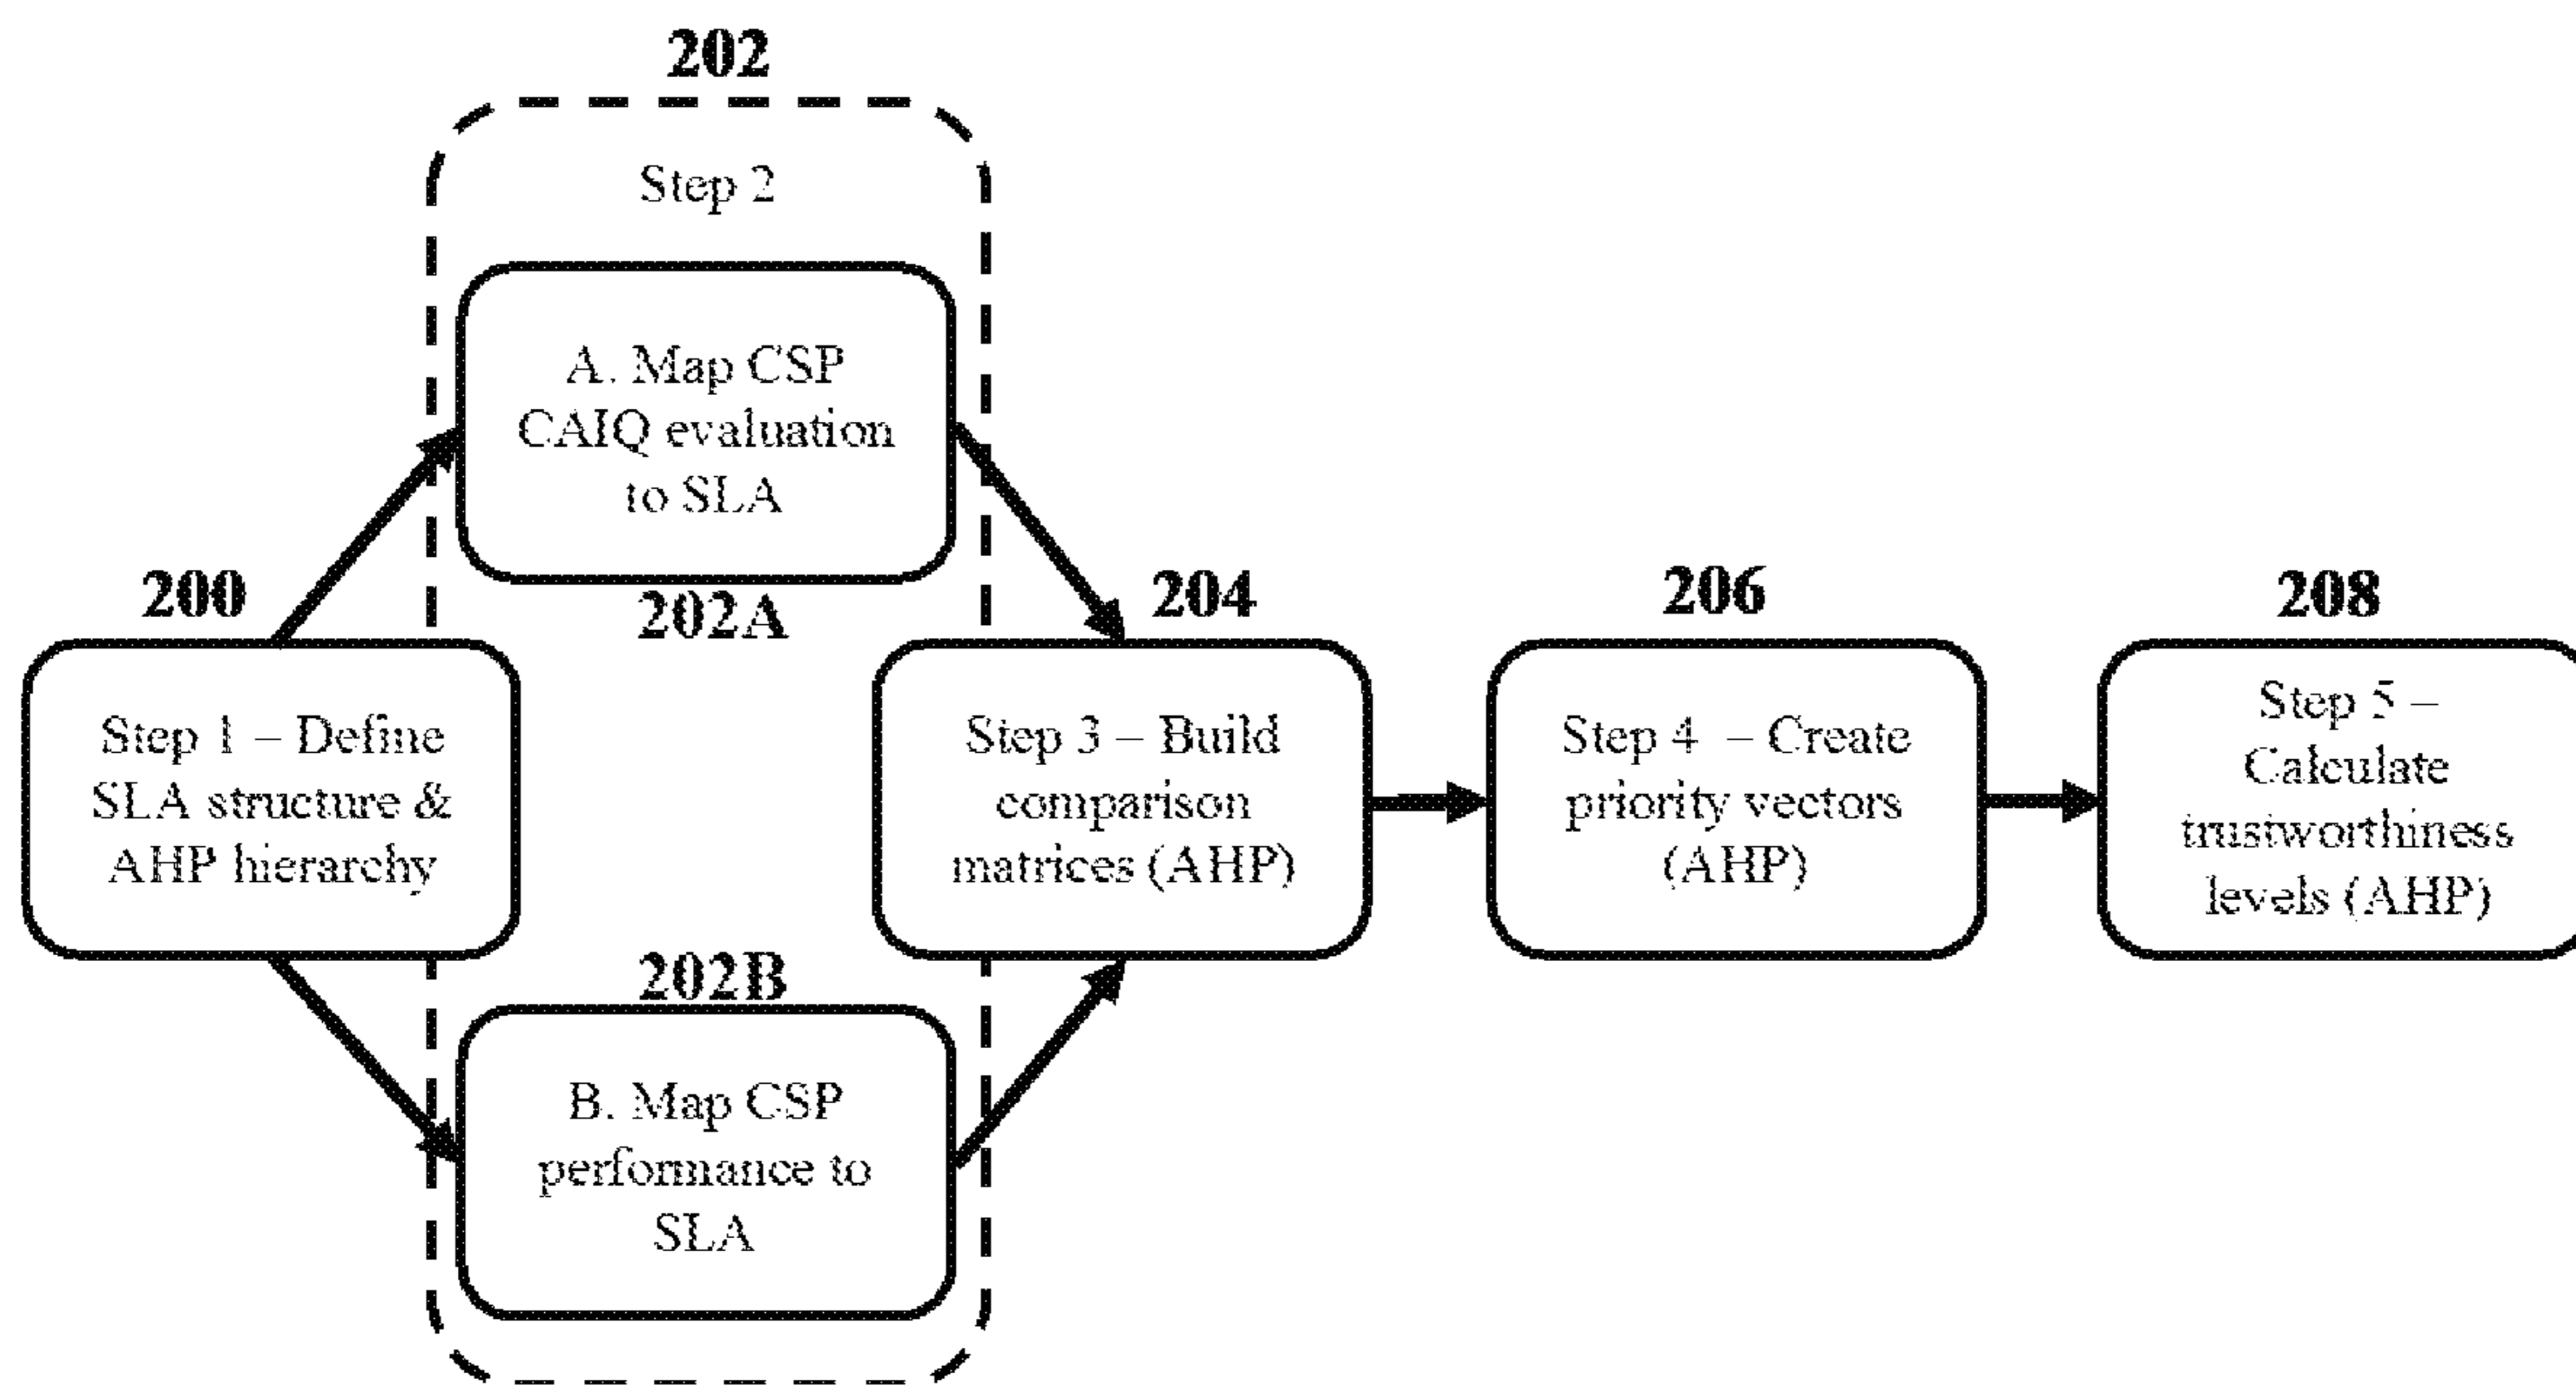 202
Step 2
A. Map CSP
CAIQ evaluation
to SLA
202A
200
Step 1 – Define
SLA structure &
AHP hierarchy
202B
B. Map CSP
performance to
SLA
204
Step 3 – Build
comparison
matrices (AHP)
206
Step 4 – Create
priority vectors
(AHP)
208
Step 5 –
Calculate
trustworthiness
levels (AHP)